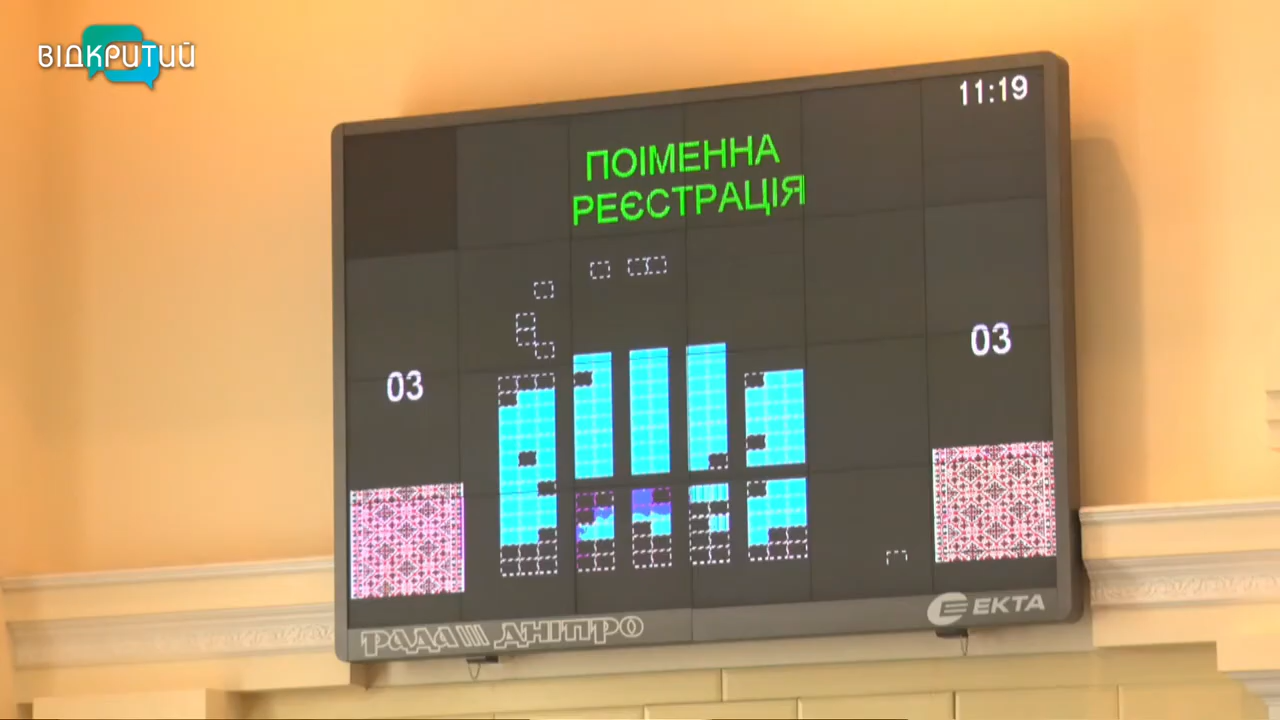 ВІДКРИТИЙ
11:19
ПОІМЕННА
РЕЄСТРАЦІЯ
03
03
РАДА ДНІПРО
ЕКТА